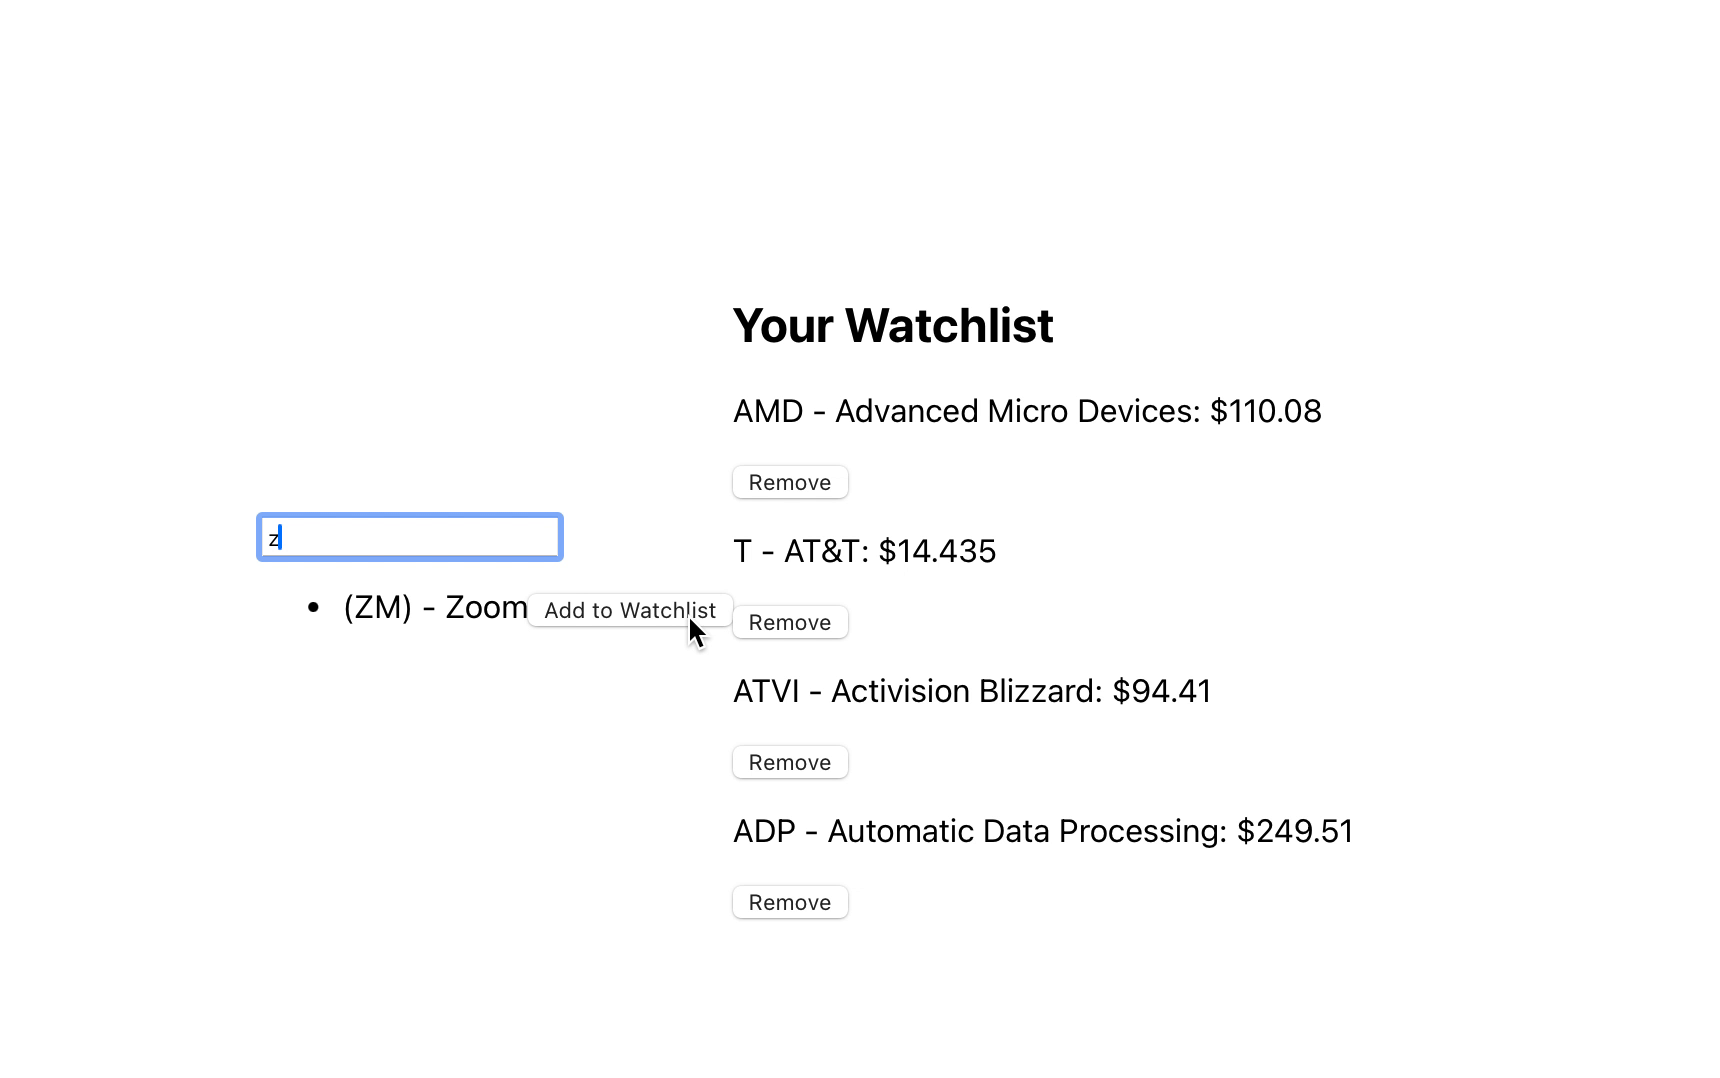 Your Watchlist
AMD - Advanced Micro Devices: $110.08
Remove
z
T - AT&T: $14.435
• (ZM) - Zoom Add to Watchlist
Remove
ATVI - Activision Blizzard: $94.41
Remove
ADP - Automatic Data Processing: $249.51
Remove